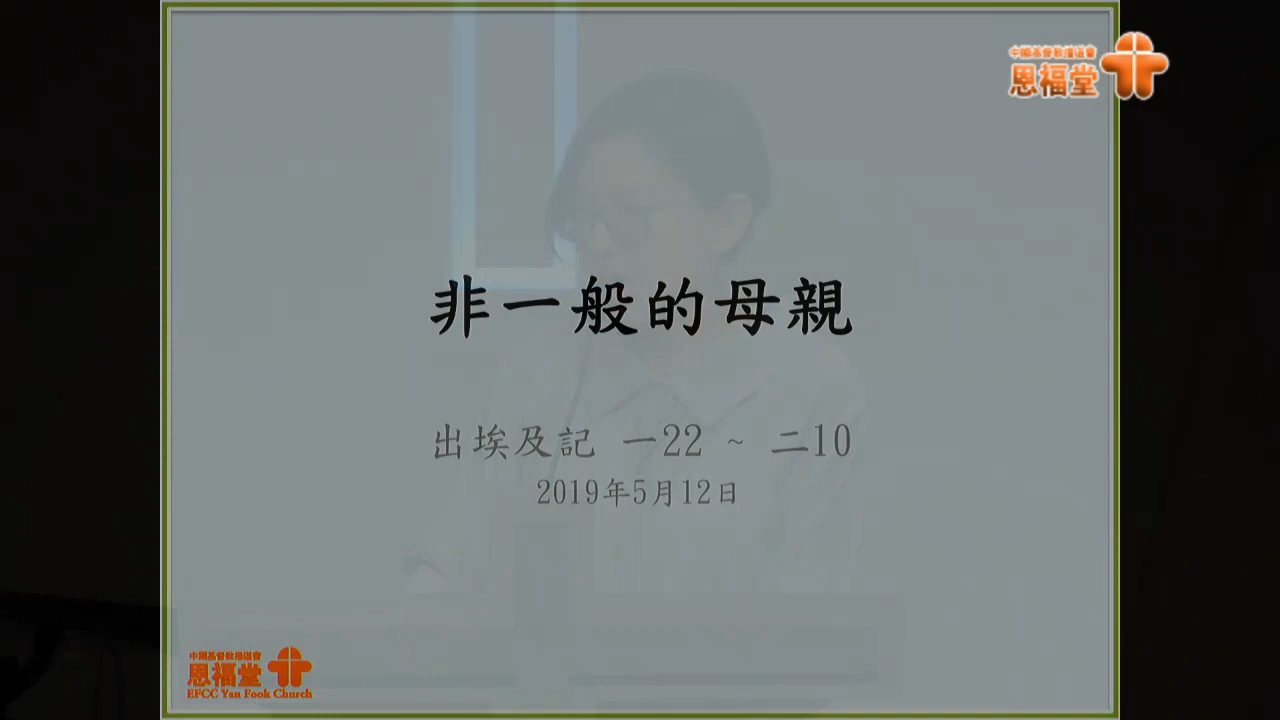 中國基督教播道會
恩福堂
非一般的母親
出埃及記 一22 ~ 二10
2019年5月12日
中國基督教播道會
恩福堂
EFCC Yan Fook Church